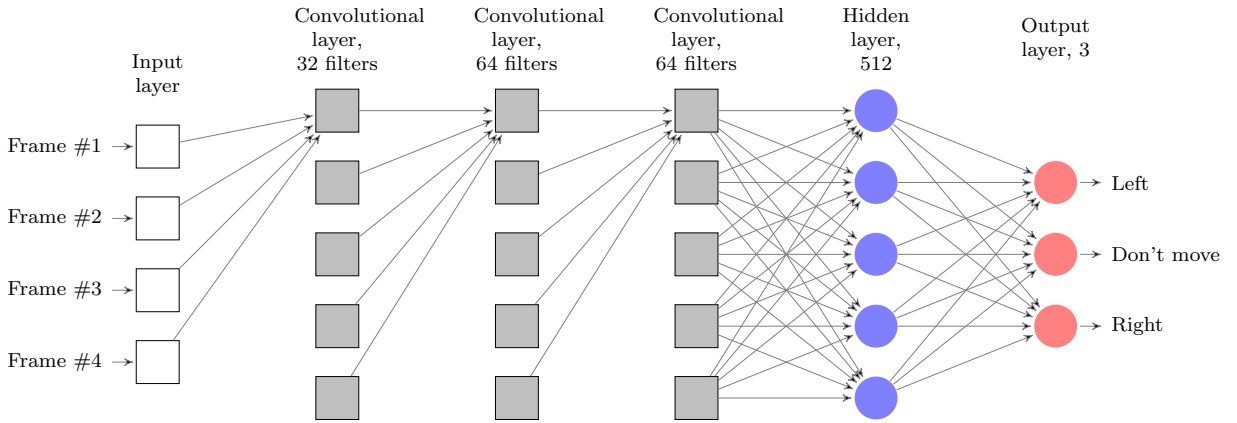 Input
layer
Convolutional
layer,
32 filters
Convolutional
layer,
64 filters
Convolutional
layer,
64 filters
Hidden
layer,
512
Output
layer, 3
Frame #1
Frame #2
Frame #3
Frame #4
Left
Don't move
Right